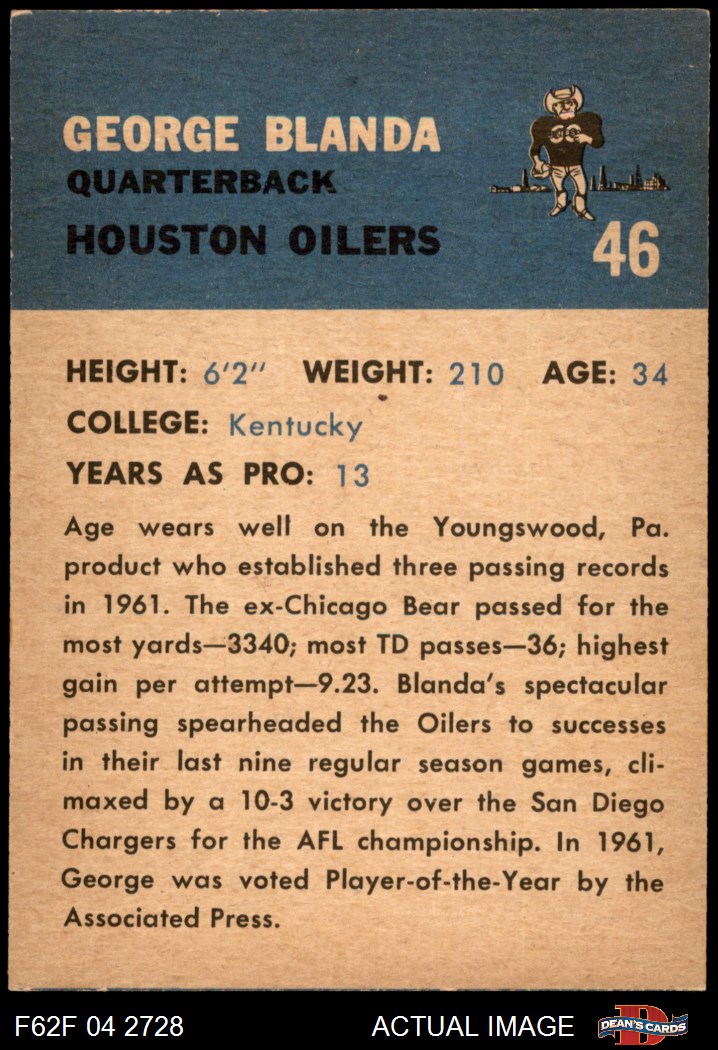 GEORGE BLANDA
QUARTERBACK
HOUSTON OILERS
46
HEIGHT: 6'2" WEIGHT: 210 AGE: 34
COLLEGE: Kentucky
YEARS AS PRO: 13
Age wears well on the Youngswood, Pa.
product who established three passing records
in 1961. The ex-Chicago Bear passed for the
most yards—3340; most TD passes—36; highest
gain per attempt—9.23. Blanda's spectacular
passing spearheaded the Oilers to successes
in their last nine regular season games, cli-
maxed by a 10-3 victory over the San Diego
Chargers for the AFL championship. In 1961,
George was voted Player-of-the-Year by the
Associated Press.
F62F 04 2728 ACTUAL IMAGE D DEAN'S CARDS